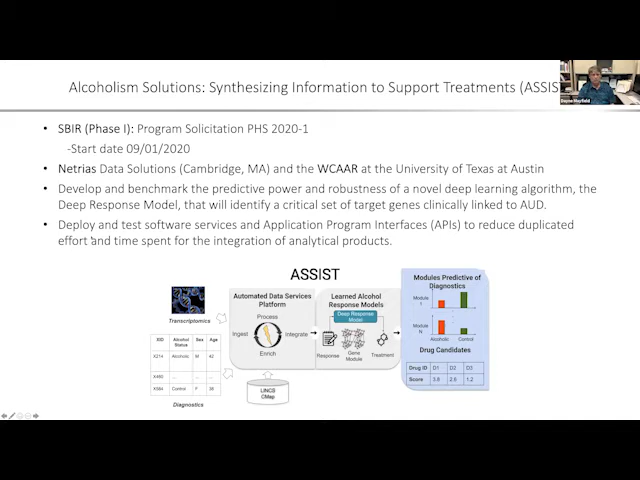 Alcoholism Solutions: Synthesizing Information to Support Treatments (ASSIST
• SBIR (Phase I): Program Solicitation PHS 2020-1
-Start date 09/01/2020
• Netrias Data Solutions (Cambridge, MA) and the WCAAR at the University of Texas at Austin
• Develop and benchmark the predictive power and robustness of a novel deep learning algorithm, the
Deep Response Model, that will identify a critical set of target genes clinically linked to AUD.
• Deploy and test software services and Application Program Interfaces (APIs) to reduce duplicated
effort and time spent for the integration of analytical products.
ASSIST
Transcriptomics
XID Alcohol Status Sex Age
X214 Alcoholic M 42
X460 ... ... ...
X584 Control F 38
Diagnostics
Automated Data Services
Platform
Process
Ingest
Integrate
Enrich
LINCS
CMap
Learned Alcohol
Response Models
Deep Response
Model
Response
Gene
Module
Treatment
Modules Predictive of
Diagnostics
Module
1
Module
N
Alcoholic Control
Drug Candidates
Drug ID D1 D2 D3
Score 3.8 2.6 1.2
Dayne Mayfield